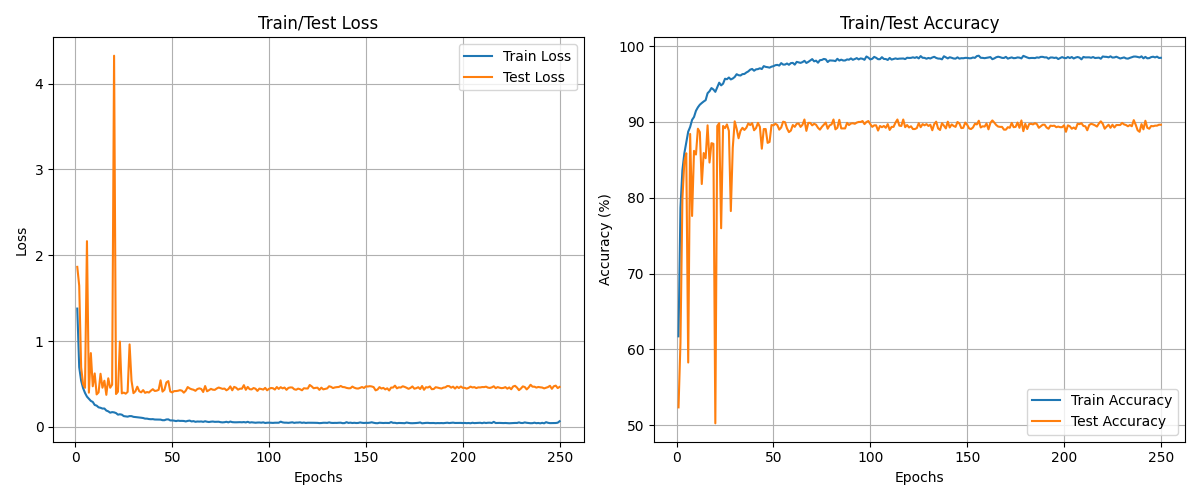 Train/Test Loss
Train Loss
Test Loss
4
3
2
1
0
Loss
0
50
100
150
200
250
Epochs
Train/Test Accuracy
100
90
80
70
60
50
Accuracy (%)
Train Accuracy
Test Accuracy
0
50
100
150
200
250
Epochs